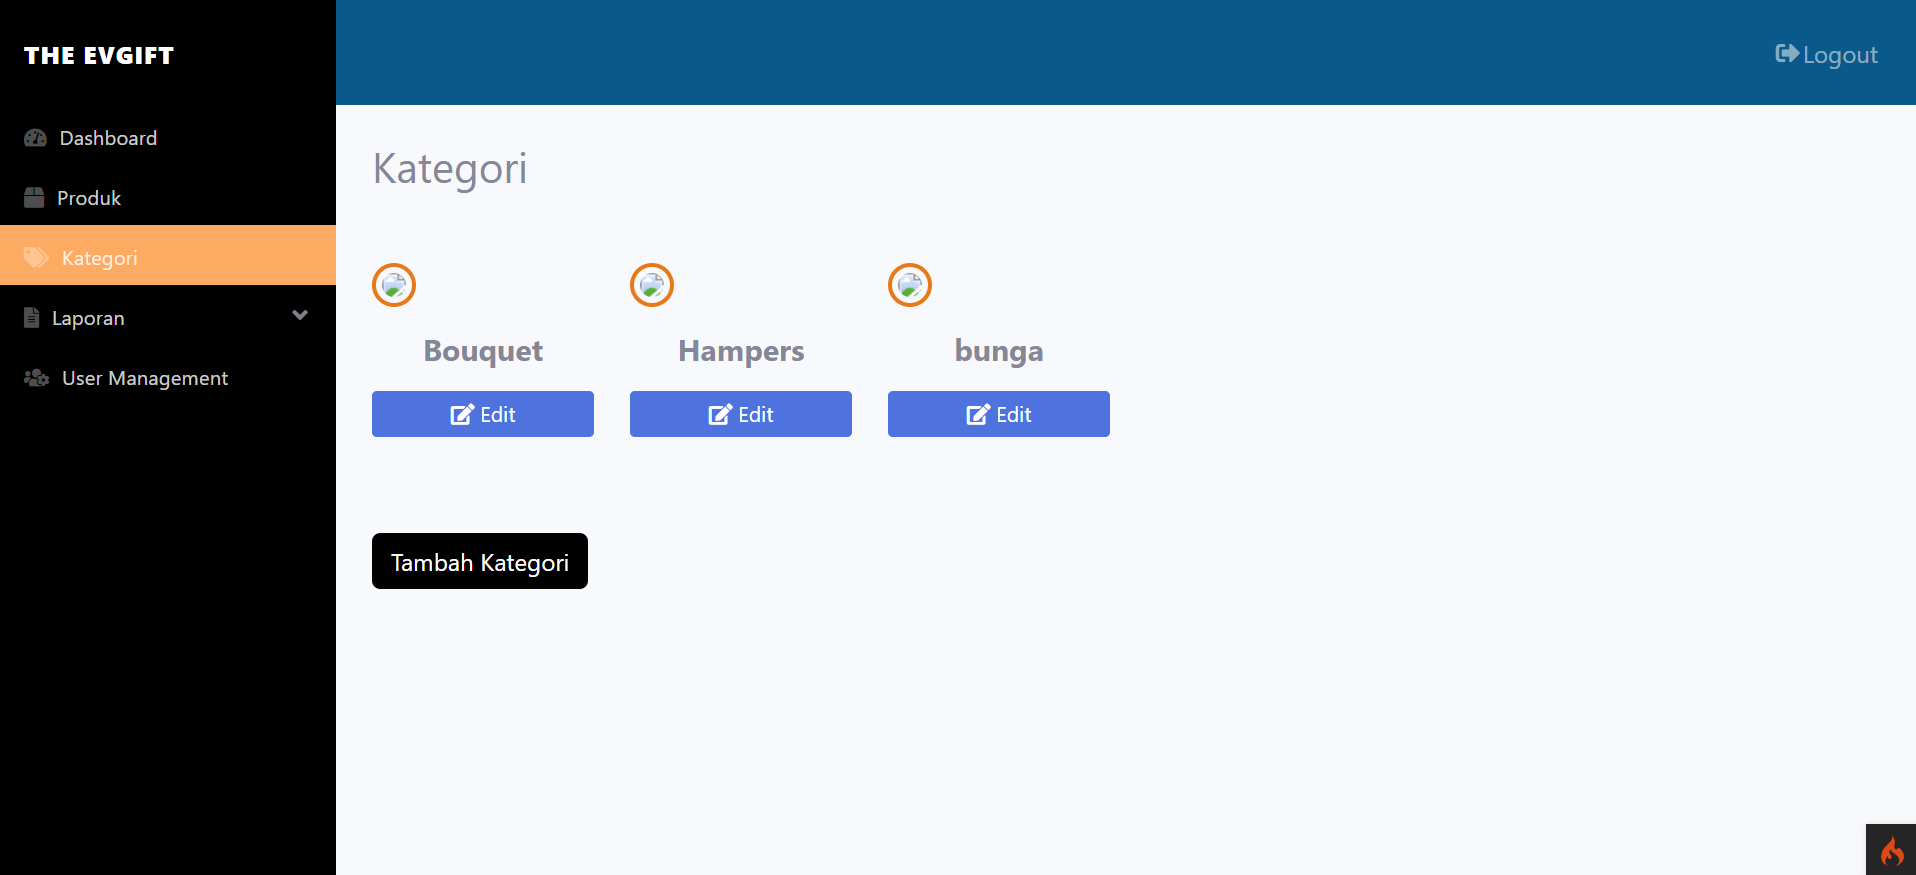 THE EVGIFT
Logout
Dashboard
Produk
Kategori
Laporan
User Management
Kategori
Bouquet
Hampers
bunga
Edit
Edit
Edit
Tambah Kategori